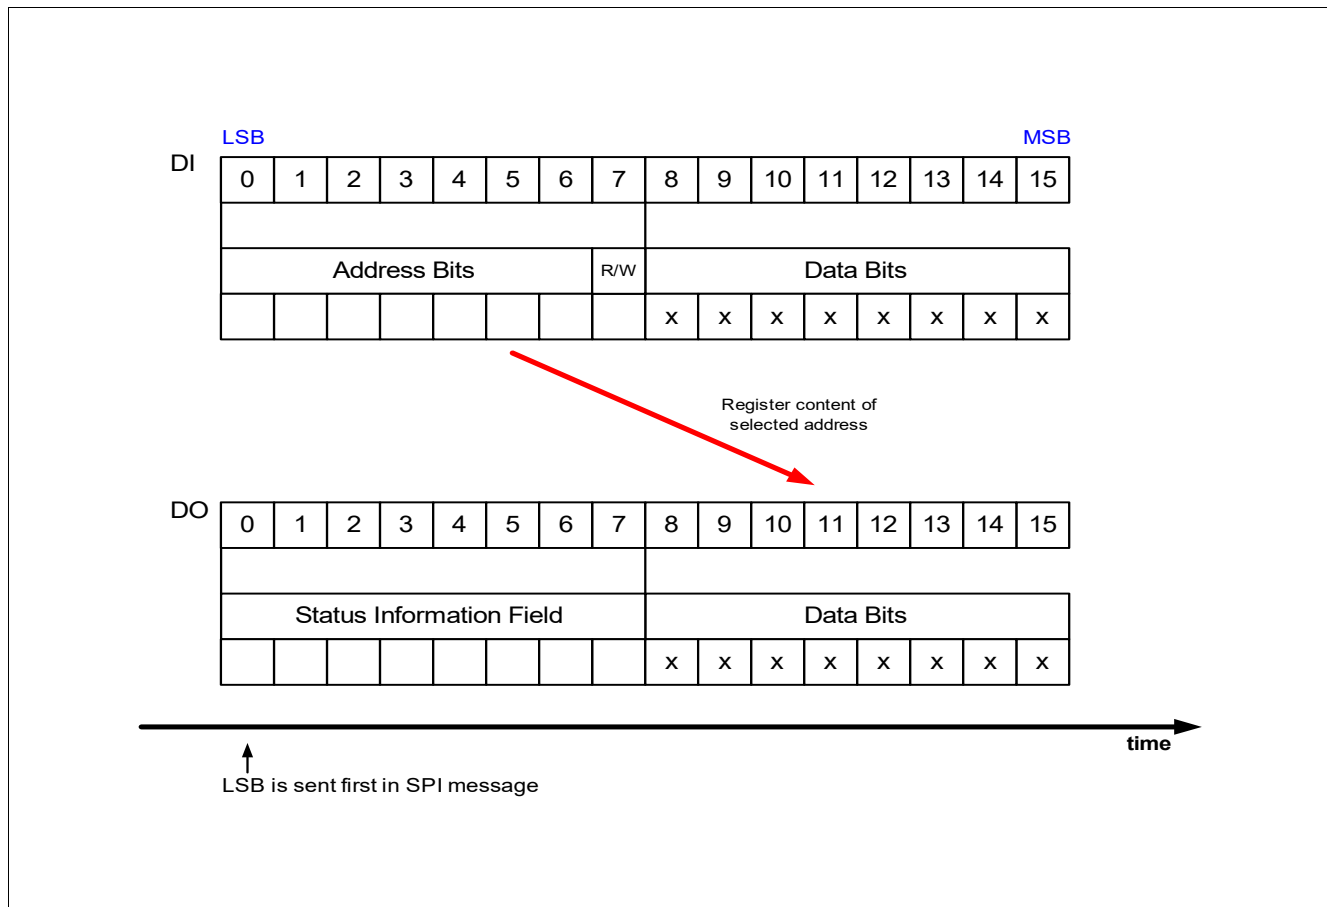 LSB MSB
DI
0 1 2 3 4 5 6 7 8 9 10 11 12 13 14 15
Address Bits R/W Data Bits
x x x x x x x x
Register content of
selected address
DO
0 1 2 3 4 5 6 7 8 9 10 11 12 13 14 15
Status Information Field Data Bits
x x x x x x x x
time
LSB is sent first in SPI message